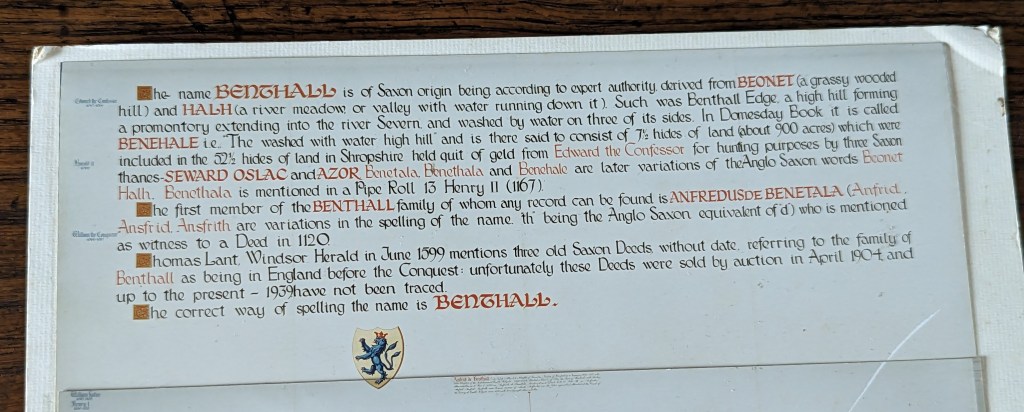 The name BENTHALL is of Saxon origin being according to expert authority, derived from BEONET (a grassy wooded
hill) and HALH (a river meadow or valley with water running down it). Such was Benthall Edge, a high hill forming
a promontory extending into the river Severn, and washed by water on three of its sides. In Domesday Book it is called
BENEHALE i.e. "The washed with water high hill" and is there said to consist of 7½ hides of land (about 900 acres) which were
included in the 52½ hides of land in Shropshire held quit of geld from Edward the Confessor for hunting purposes by three Saxon
thanes-SEWARD OSLAC and AZOR Benetala, Benethala and Benehale are later variations of the Anglo Saxon words Beonet
Halh. Benethala is mentioned in a Pipe Roll 13 Henry II (1167).
The first member of the BENTHALL family of whom any record can be found is ANFREDUS DE BENETALA (Anfrid,
Ansfrid, Ansfrith are variations in the spelling of the name, 'th' being the Anglo Saxon equivalent of 'd') who is mentioned
as witness to a Deed in 1120
Thomas Lant, Windsor Herald in June 1599 mentions three old Saxon Deeds, without date, referring to the family of
Benthall as being in England before the Conquest: unfortunately these Deeds were sold by auction in April 1904 and
up to the present - 1939 have not been traced.
The correct way of spelling the name is BENTHALL.
Edward the Confessor
William the Conqueror